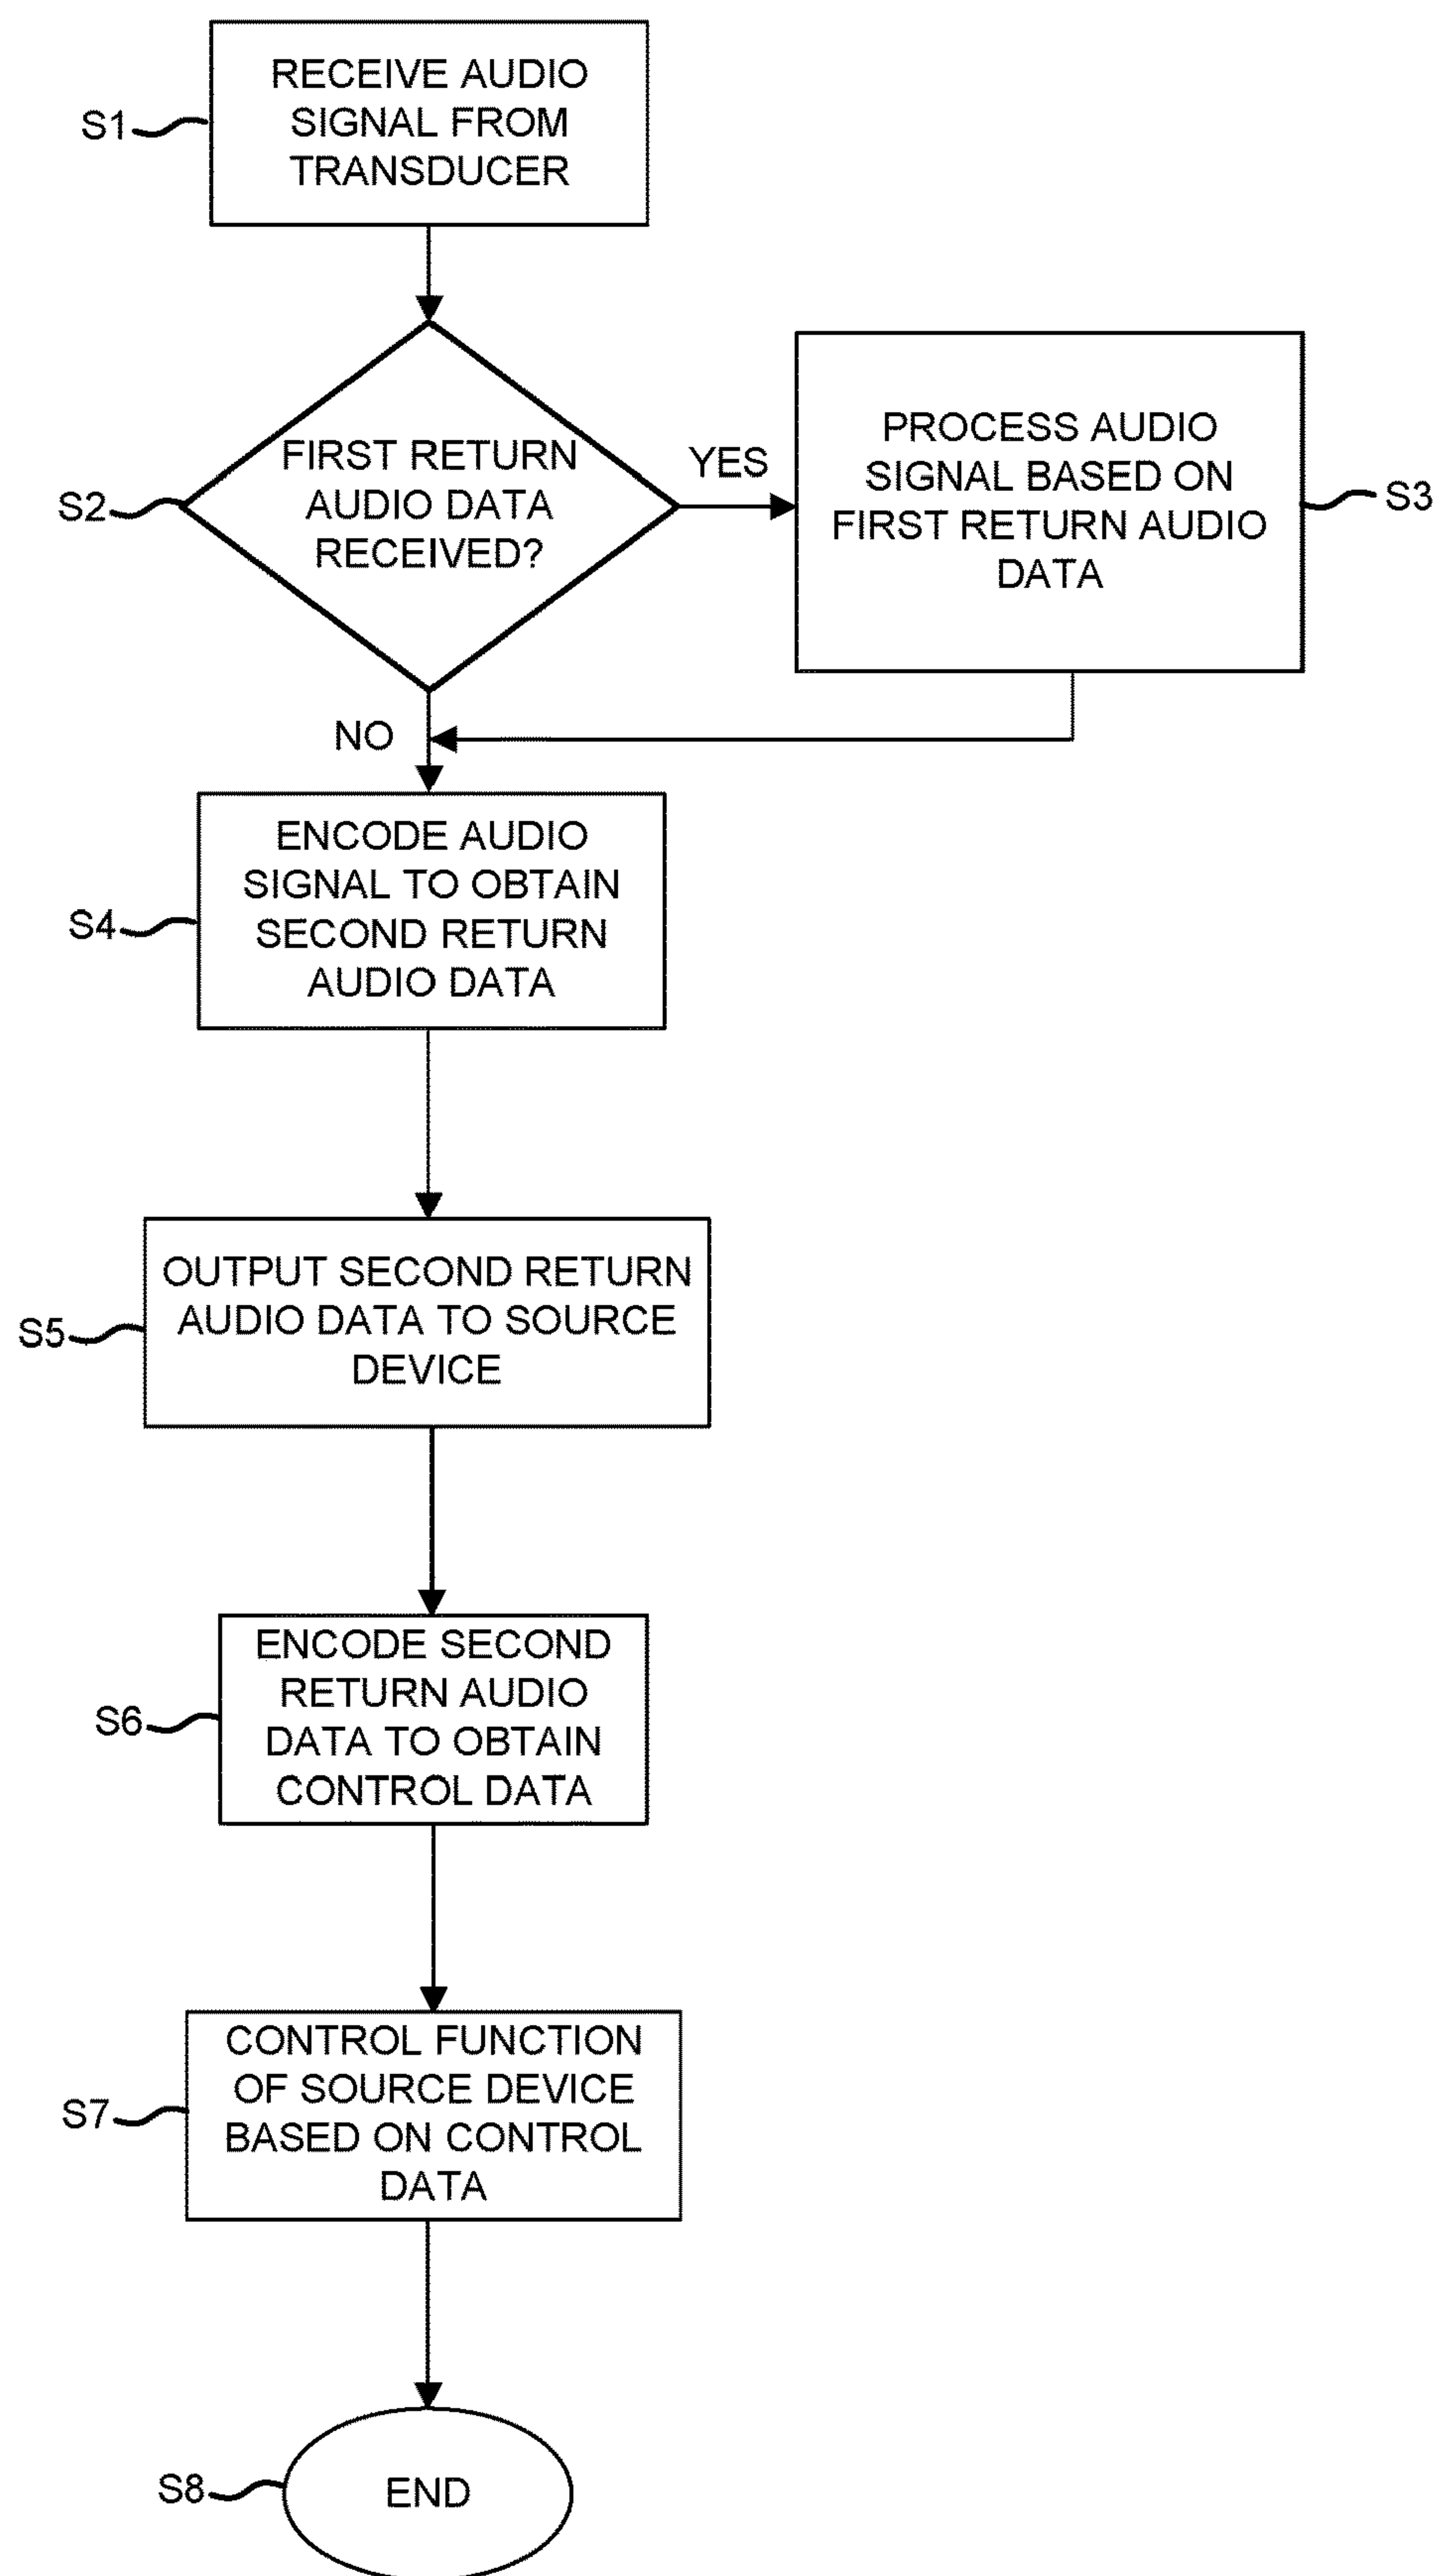 S1
RECEIVE AUDIO
SIGNAL FROM
TRANSDUCER
S2
FIRST RETURN
AUDIO DATA
RECEIVED?
YES
PROCESS AUDIO
SIGNAL BASED ON
FIRST RETURN AUDIO
DATA
S3
NO
S4
ENCODE AUDIO
SIGNAL TO OBTAIN
SECOND RETURN
AUDIO DATA
S5
OUTPUT SECOND RETURN
AUDIO DATA TO SOURCE
DEVICE
S6
ENCODE SECOND
RETURN AUDIO
DATA TO OBTAIN
CONTROL DATA
S7
CONTROL FUNCTION
OF SOURCE DEVICE
BASED ON CONTROL
DATA
S8
END